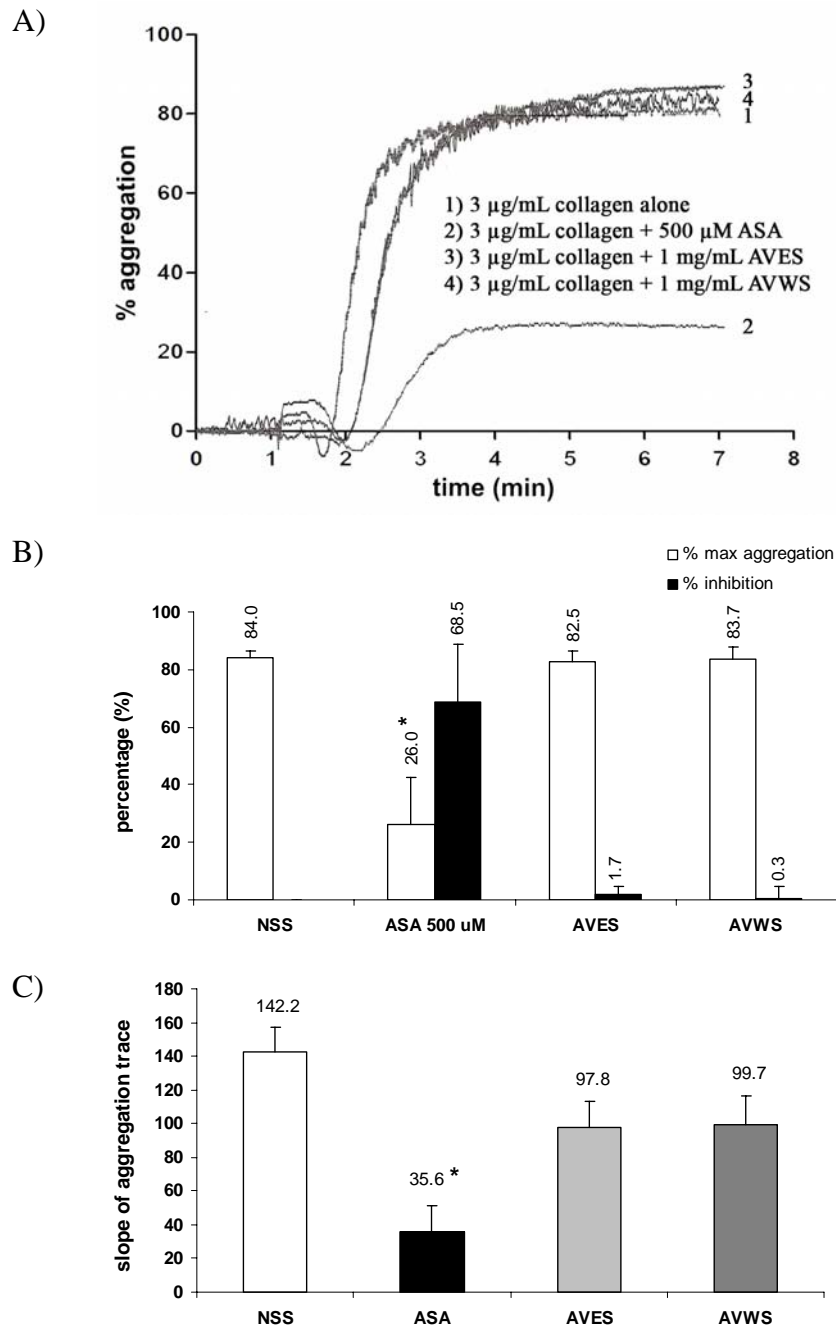 A)
100
80
60
40
20
0
% aggregation
3
4
1
1) 3 µg/mL collagen alone
2) 3 µg/mL collagen + 500 µM ASA
3) 3 µg/mL collagen + 1 mg/mL AVES
4) 3 µg/mL collagen + 1 mg/mL AVWS
2
0 1 2 3 4 5 6 7 8
time (min)
B)
% max aggregation
% inhibition
100
80
60
40
20
0
percentage (%)
84.0
26.0 *
68.5
82.5
1.7
83.7
0.3
NSS ASA 500 uM AVES AVWS
C)
180
160
140
120
100
80
60
40
20
0
slope of aggregation trace
142.2
35.6 *
97.8
99.7
NSS ASA AVES AVWS